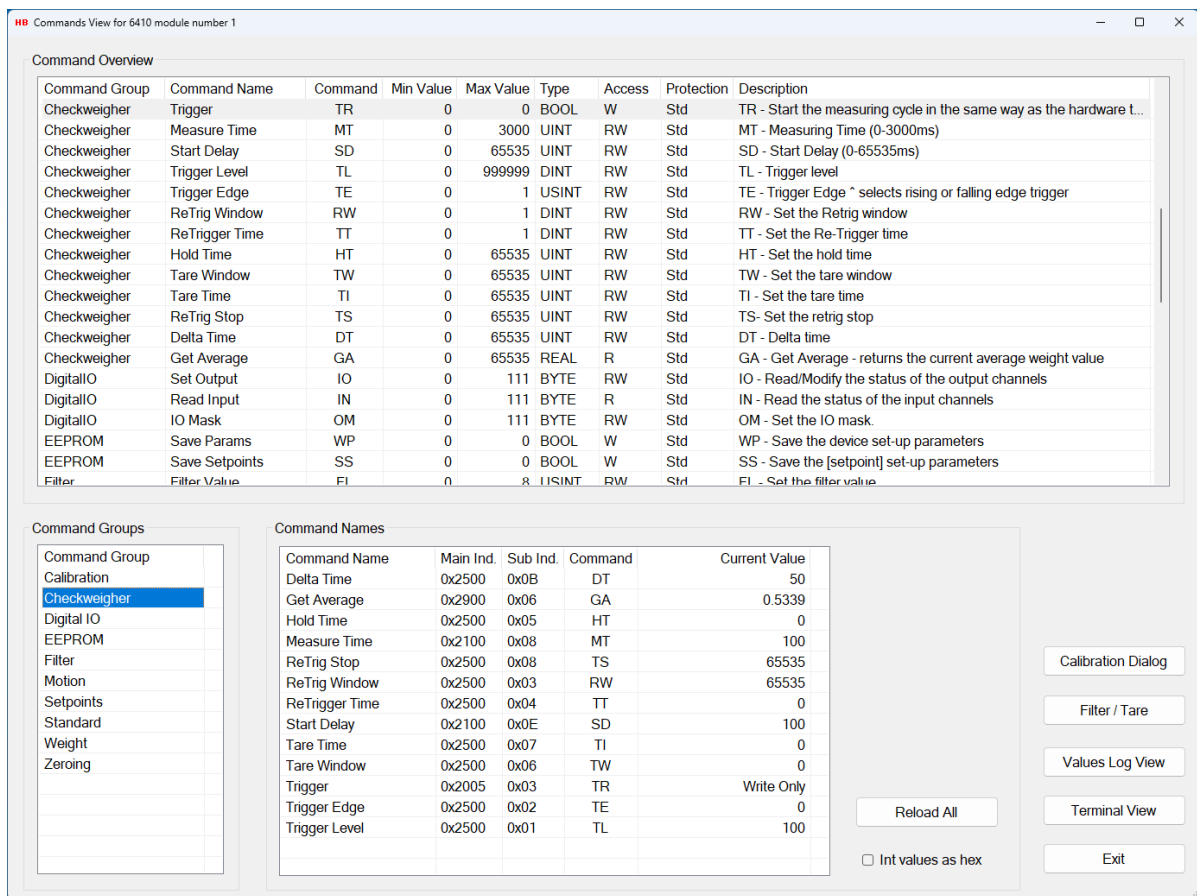 HB Commands View for 6410 module number 1
Command Overview
Command Group Command Name Command Min Value Max Value Type Access Protection Description
Checkweigher Trigger TR 0 0 BOOL W Std TR - Start the measuring cycle in the same way as the hardware t...
Checkweigher Measure Time MT 0 3000 UINT RW Std MT - Measuring Time (0-3000ms)
Checkweigher Start Delay SD 0 65535 UINT RW Std SD - Start Delay (0-65535ms)
Checkweigher Trigger Level TL 0 999999 DINT RW Std TL - Trigger level
Checkweigher Trigger Edge TE 0 1 USINT RW Std TE - Trigger Edge ^ selects rising or falling edge trigger
Checkweigher ReTrig Window RW 0 1 DINT RW Std RW - Set the Retrig window
Checkweigher ReTrigger Time TT 0 1 DINT RW Std TT - Set the Re-Trigger time
Checkweigher Hold Time HT 0 65535 UINT RW Std HT - Set the hold time
Checkweigher Tare Window TW 0 65535 UINT RW Std TW - Set the tare window
Checkweigher Tare Time TI 0 65535 UINT RW Std TI - Set the tare time
Checkweigher ReTrig Stop TS 0 65535 UINT RW Std TS- Set the retrig stop
Checkweigher Delta Time DT 0 65535 UINT RW Std DT - Delta time
Checkweigher Get Average GA 0 65535 REAL R Std GA - Get Average - returns the current average weight value
DigitalIO Set Output IO 0 111 BYTE RW Std IO - Read/Modify the status of the output channels
DigitalIO Read Input IN 0 111 BYTE R Std IN - Read the status of the input channels
DigitalIO IO Mask OM 0 111 BYTE RW Std OM - Set the IO mask.
EEPROM Save Params WP 0 0 BOOL W Std WP - Save the device set-up parameters
EEPROM Save Setpoints SS 0 0 BOOL W Std SS - Save the [setpoint] set-up parameters
Filter Filter Value FL 0 8 USINT RW Std FL - Set the filter value
Command Groups
Command Group
Calibration
Checkweigher
Digital IO
EEPROM
Filter
Motion
Setpoints
Standard
Weight
Zeroing
Command Names
Command Name Main Ind. Sub Ind. Command Current Value
Delta Time 0x2500 0x0B DT 50
Get Average 0x2900 0x06 GA 0.5339
Hold Time 0x2500 0x05 HT 0
Measure Time 0x2100 0x08 MT 100
ReTrig Stop 0x2500 0x08 TS 65535
ReTrig Window 0x2500 0x03 RW 65535
ReTrigger Time 0x2500 0x04 TT 0
Start Delay 0x2100 0x0E SD 100
Tare Time 0x2500 0x07 TI 0
Tare Window 0x2500 0x06 TW 0
Trigger 0x2005 0x03 TR Write Only
Trigger Edge 0x2500 0x02 TE 0
Trigger Level 0x2500 0x01 TL 100
Reload All
Int values as hex
Calibration Dialog
Filter / Tare
Values Log View
Terminal View
Exit